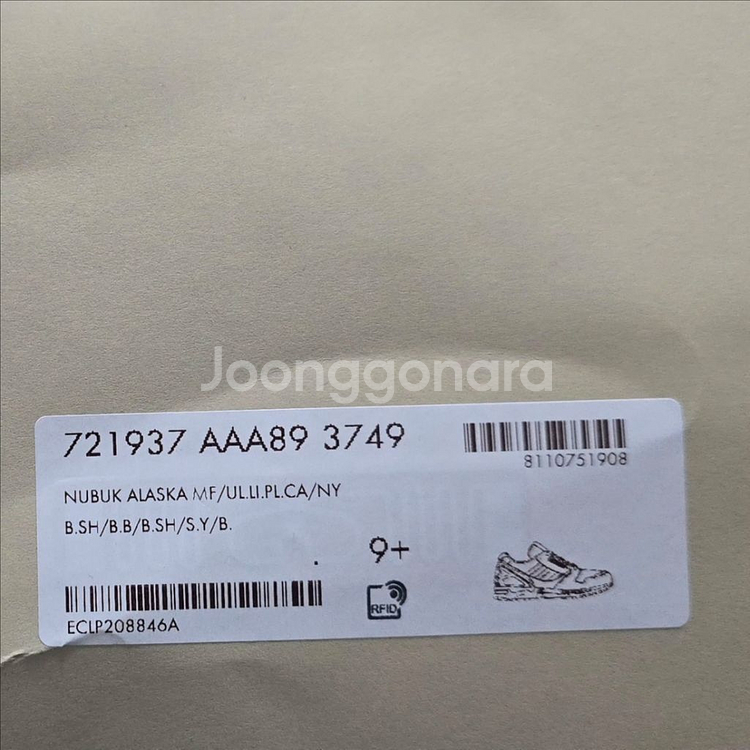 Joonggonara
721937 AAA89 3749
8110751908
NUBUK ALASKA MF/UL.LI.PL.CA/NY
B.SH/B.B/B.SH/S.Y/B.
9+
RFID
ECLP208846A